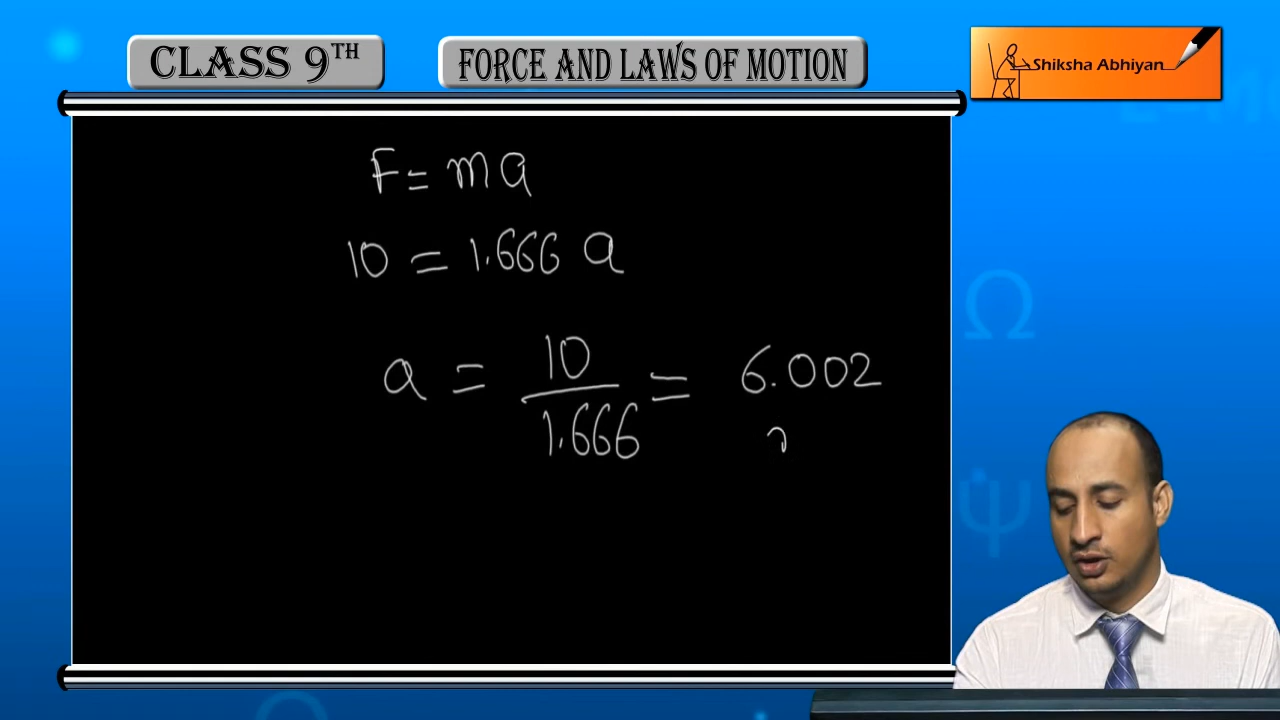 CLASS 9TH
FORCE AND LAWS OF MOTION
Shiksha Abhiyan
F = ma
10 = 1.666 a
a = 10/1.666 = 6.002
Ω
Ψ